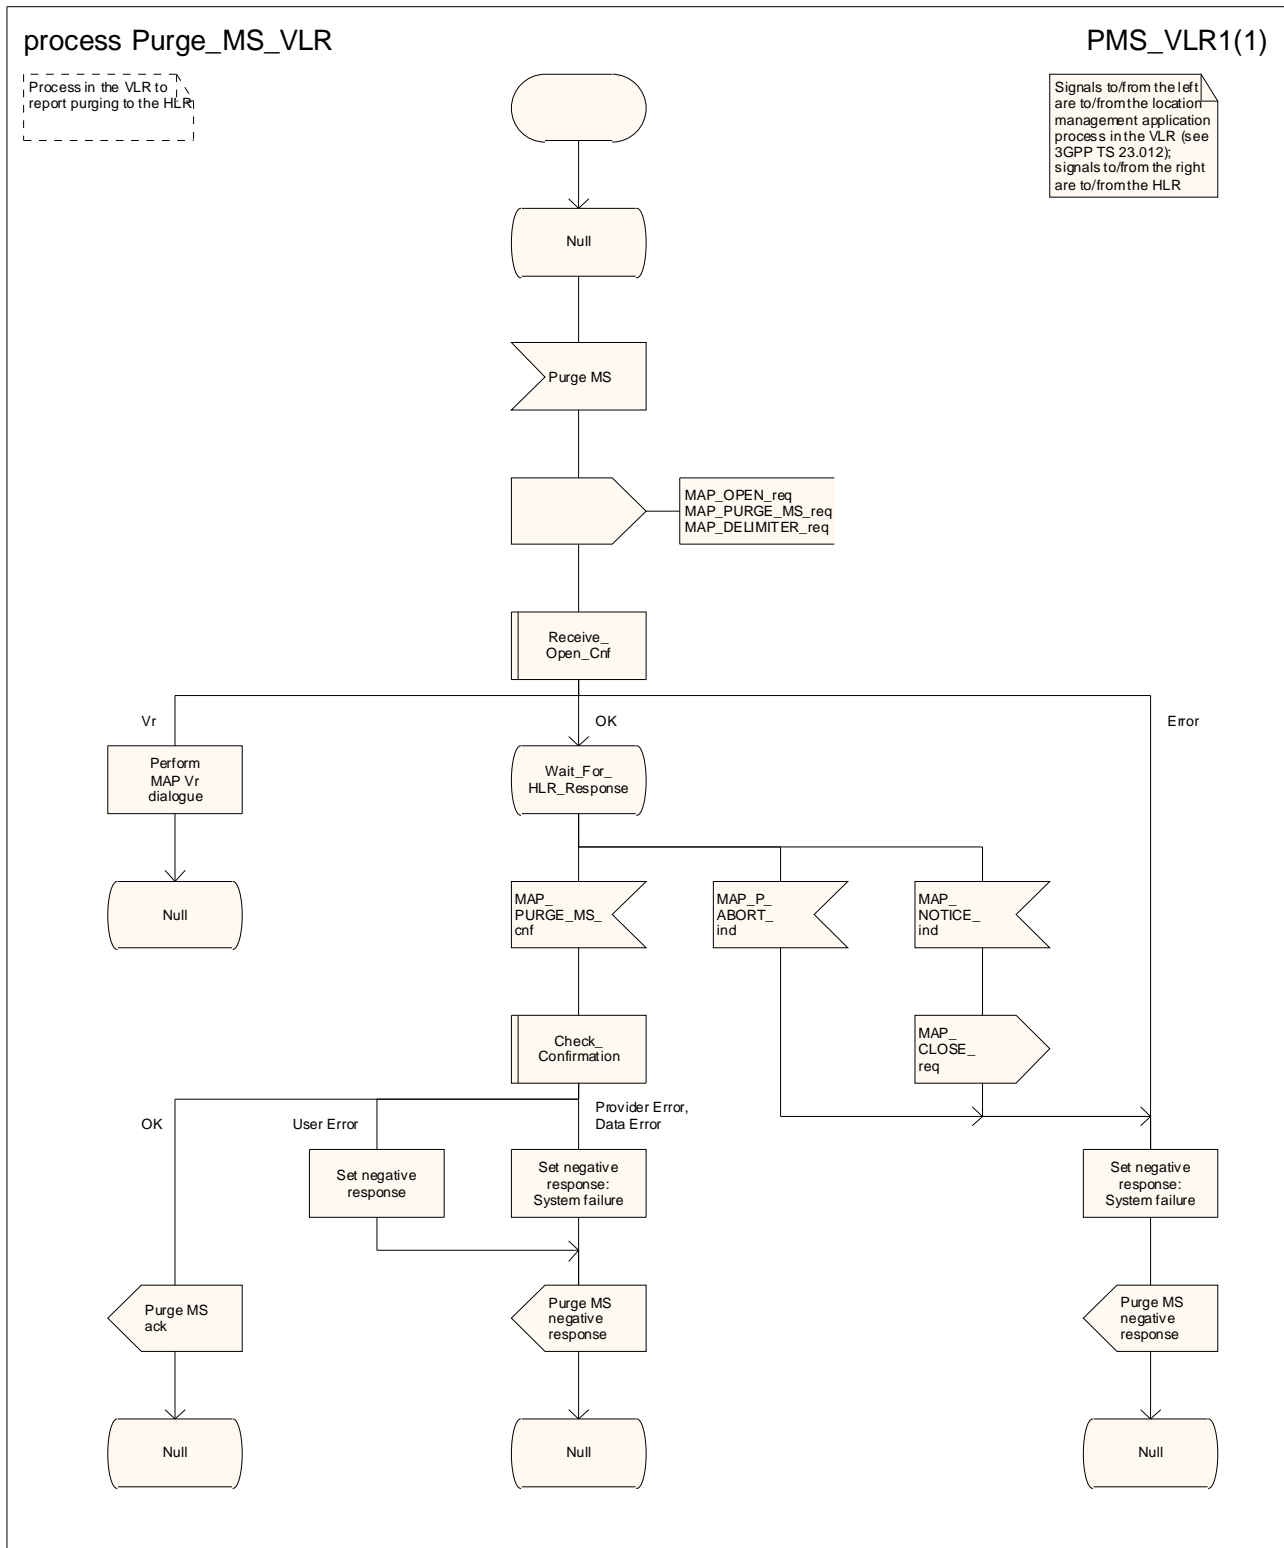 process Purge_MS_VLR
PMS_VLR1(1)
Process in the VLR to
report purging to the HLR
Signals to/from the left
are to/from the location
management application
process in the VLR (see
3GPP TS 23.012);
signals to/from the right
are to/from the HLR
Null
Purge MS
MAP_OPEN_req
MAP_PURGE_MS_req
MAP_DELIMITER_req
Receive_
Open_Cnf
Vr
OK
Error
Perform
MAP Vr
dialogue
Wait_For_
HLR_Response
Null
MAP_
PURGE_MS_
cnf
MAP_P_
ABORT_
ind
MAP_
NOTICE_
ind
Check_
Confirmation
MAP_
CLOSE_
req
OK
User Error
Provider Error,
Data Error
Set negative
response
Set negative
response:
System failure
Set negative
response:
System failure
Purge MS
ack
Purge MS
negative
response
Purge MS
negative
response
Null
Null
Null